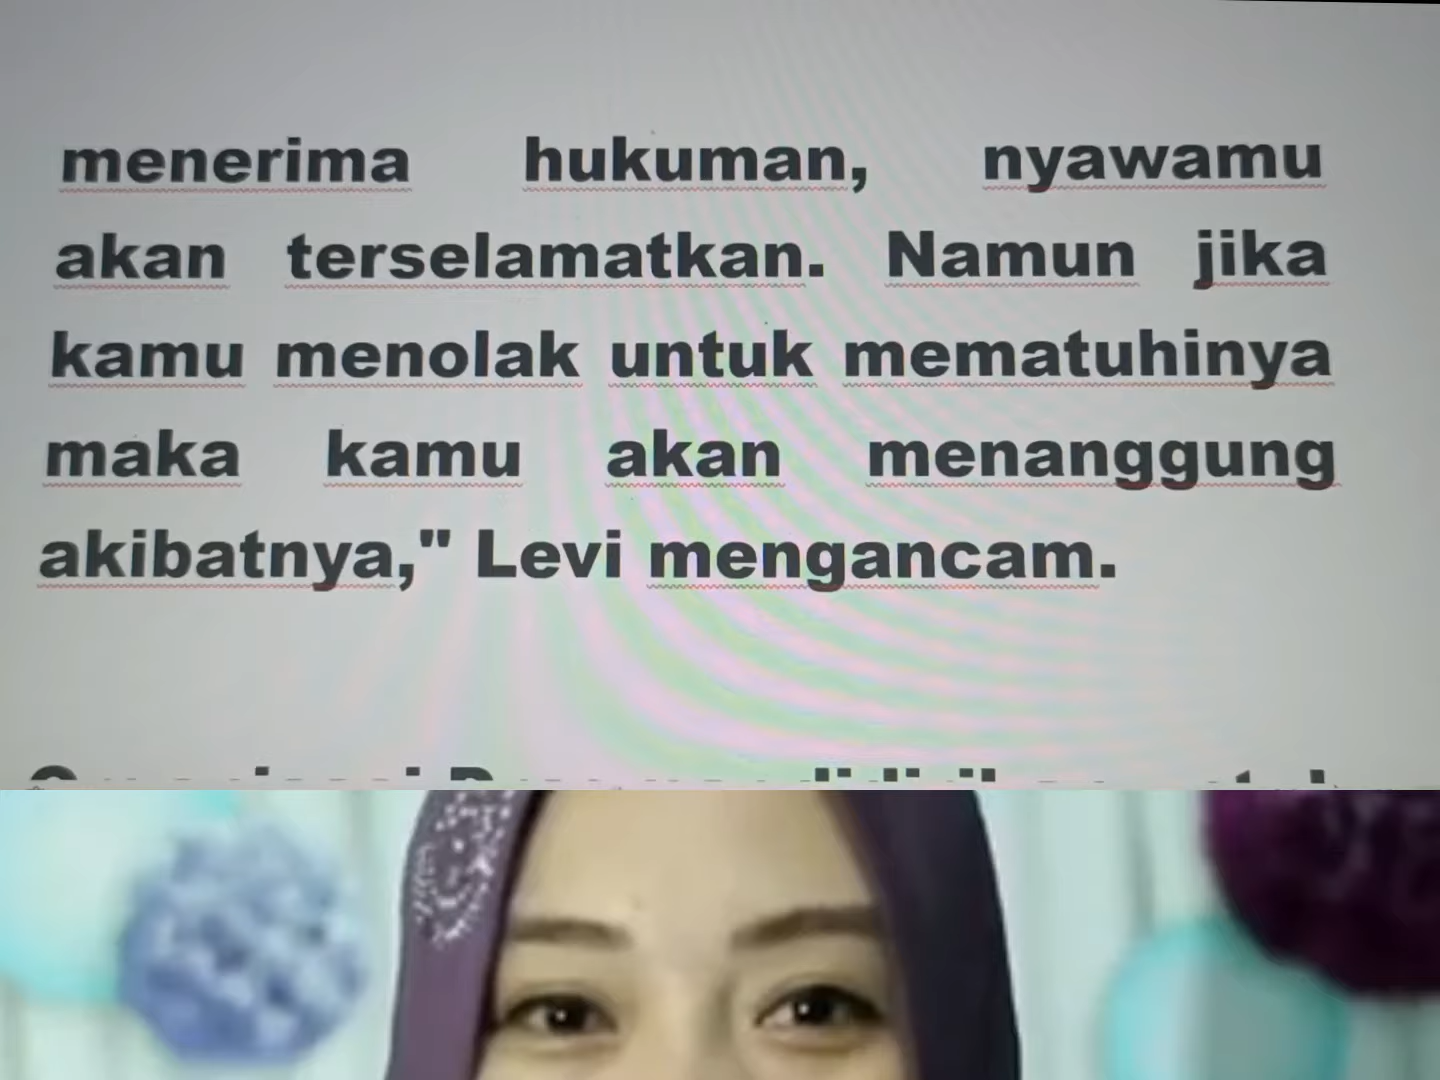 menerima hukuman, nyawamu
akan terselamatkan. Namun jika
kamu menolak untuk mematuhinya
maka kamu akan menanggung
akibatnya," Levi mengancam.